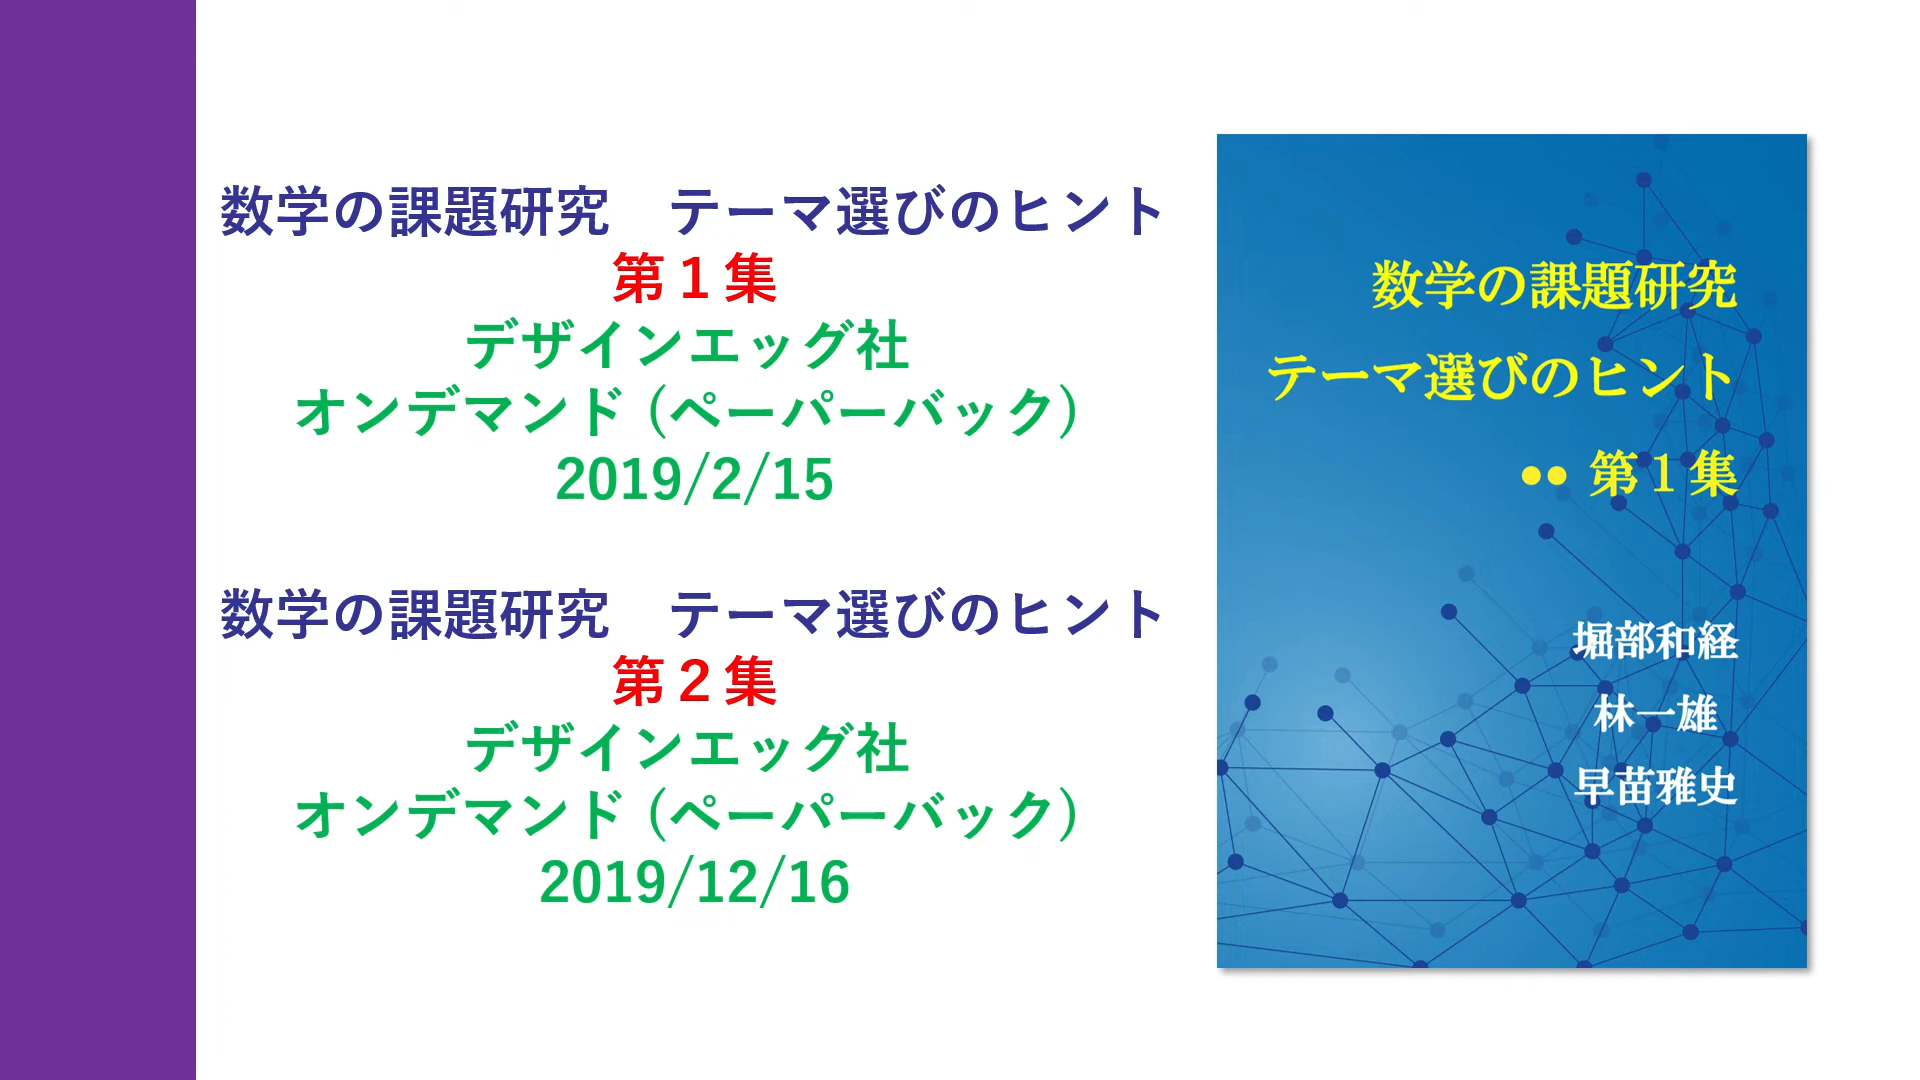 数学の課題研究　テーマ選びのヒント
第１集
デザインエッグ社
オンデマンド（ペーパーバック）
2019/2/15
数学の課題研究　テーマ選びのヒント
第２集
デザインエッグ社
オンデマンド（ペーパーバック）
2019/12/16
数学の課題研究
テーマ選びのヒント
●● 第１集
堀部和経
林一雄
早苗雅史